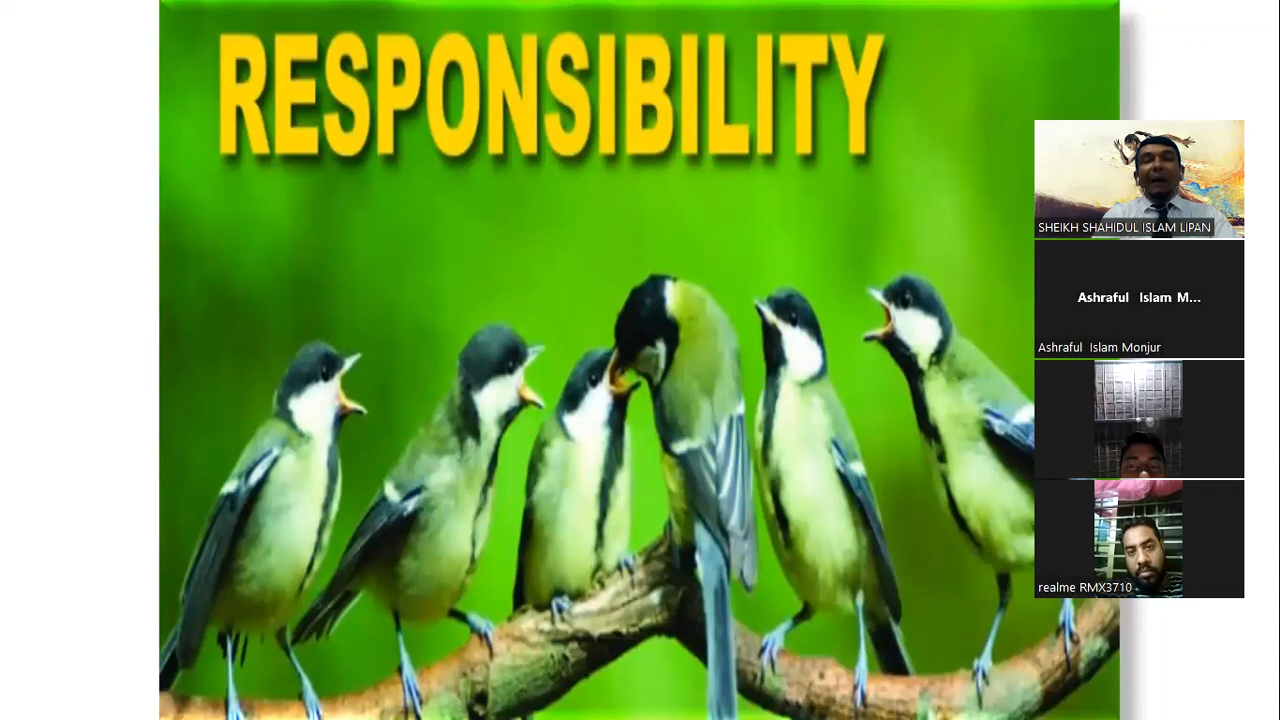 RESPONSIBILITY
SHEIKH SHAHIDUL ISLAM LIPAN
Ashraful Islam M...
Ashraful Islam Monjur
realme RMX3710